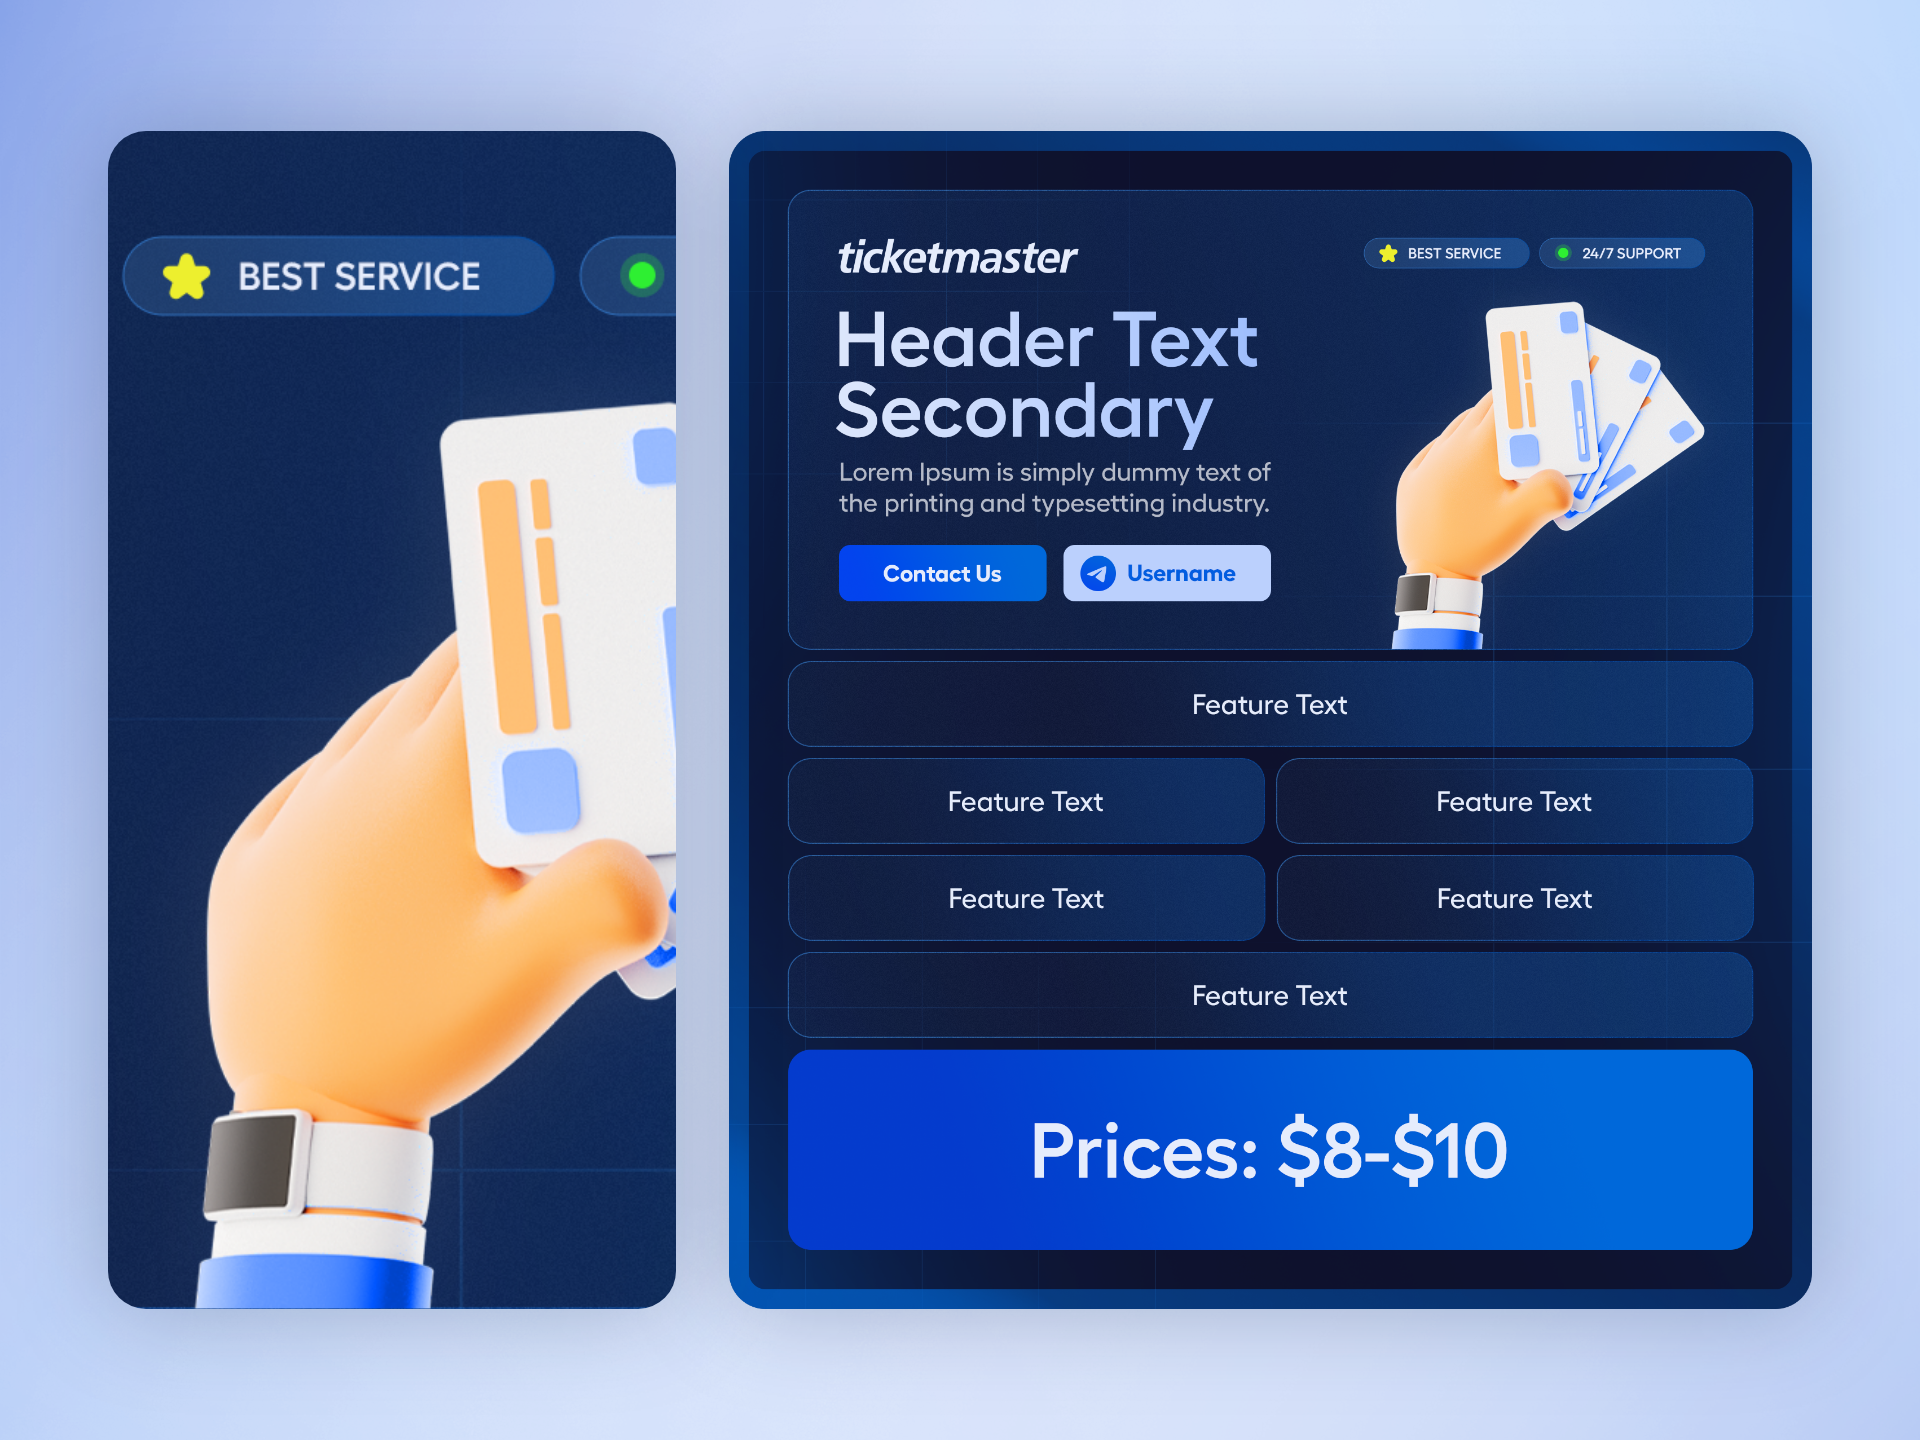 BEST SERVICE
ticketmaster
BEST SERVICE
24/7 SUPPORT
Header Text
Secondary
Lorem Ipsum is simply dummy text of
the printing and typesetting industry.
Contact Us
Username
Feature Text
Feature Text
Feature Text
Feature Text
Feature Text
Feature Text
Prices: $8-$10